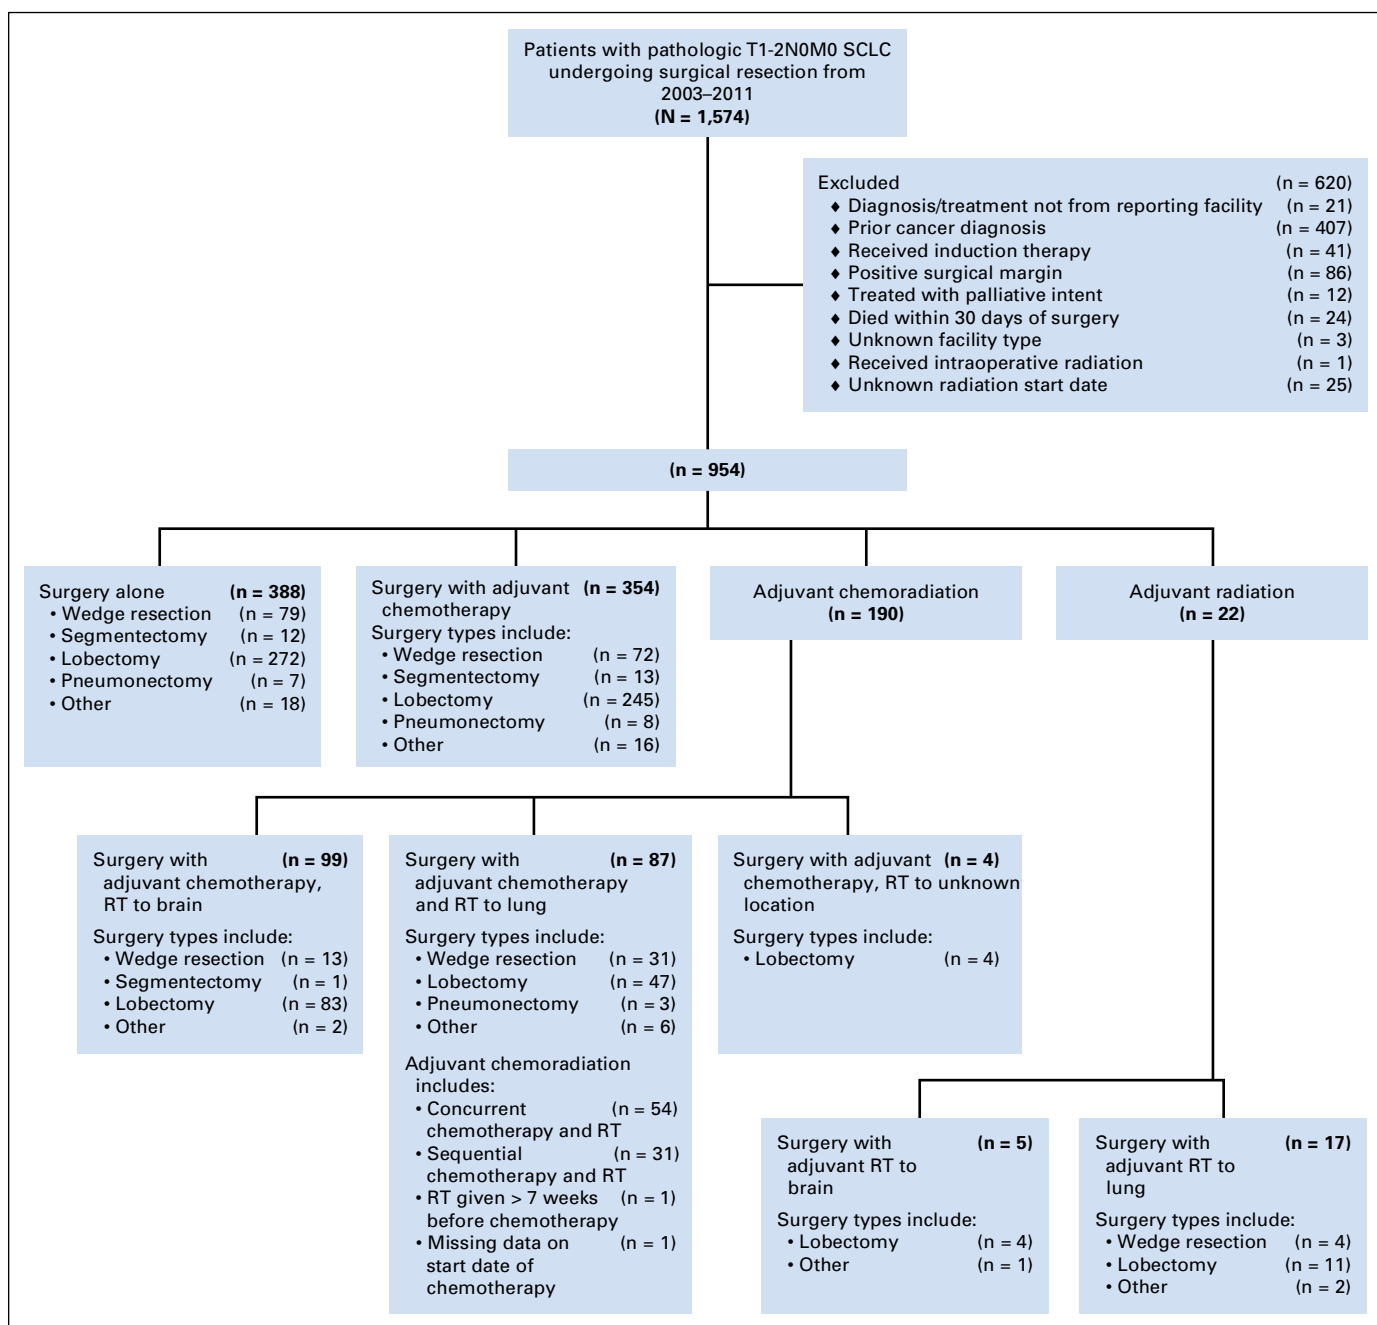 Patients with pathologic T1-2N0M0 SCLC
undergoing surgical resection from
2003–2011
(N = 1,574)
Excluded (n = 620)
♦ Diagnosis/treatment not from reporting facility (n = 21)
♦ Prior cancer diagnosis (n = 407)
♦ Received induction therapy (n = 41)
♦ Positive surgical margin (n = 86)
♦ Treated with palliative intent (n = 12)
♦ Died within 30 days of surgery (n = 24)
♦ Unknown facility type (n = 3)
♦ Received intraoperative radiation (n = 1)
♦ Unknown radiation start date (n = 25)
(n = 954)
Surgery alone (n = 388)
• Wedge resection (n = 79)
• Segmentectomy (n = 12)
• Lobectomy (n = 272)
• Pneumonectomy (n = 7)
• Other (n = 18)
Surgery with adjuvant (n = 354)
chemotherapy
Surgery types include:
• Wedge resection (n = 72)
• Segmentectomy (n = 13)
• Lobectomy (n = 245)
• Pneumonectomy (n = 8)
• Other (n = 16)
Adjuvant chemoradiation
(n = 190)
Adjuvant radiation
(n = 22)
Surgery with (n = 99)
adjuvant chemotherapy,
RT to brain
Surgery types include:
• Wedge resection (n = 13)
• Segmentectomy (n = 1)
• Lobectomy (n = 83)
• Other (n = 2)
Surgery with (n = 87)
adjuvant chemotherapy
and RT to lung
Surgery types include:
• Wedge resection (n = 31)
• Lobectomy (n = 47)
• Pneumonectomy (n = 3)
• Other (n = 6)
Adjuvant chemoradiation
includes:
• Concurrent (n = 54)
chemotherapy and RT
• Sequential (n = 31)
chemotherapy and RT
• RT given > 7 weeks (n = 1)
before chemotherapy
• Missing data on (n = 1)
start date of
chemotherapy
Surgery with adjuvant (n = 4)
chemotherapy, RT to unknown
location
Surgery types include:
• Lobectomy (n = 4)
Surgery with (n = 5)
adjuvant RT to
brain
Surgery types include:
• Lobectomy (n = 4)
• Other (n = 1)
Surgery with (n = 17)
adjuvant RT to
lung
Surgery types include:
• Wedge resection (n = 4)
• Lobectomy (n = 11)
• Other (n = 2)